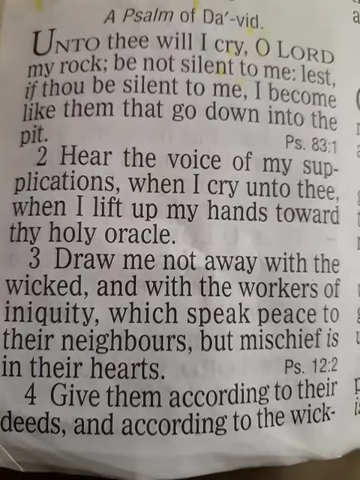 A Psalm of Da′-vid.
UNTO thee will I cry, O LORD
my rock; be not silent to me: lest,
if thou be silent to me, I become
like them that go down into the
pit. Ps. 83:1
2 Hear the voice of my sup-
plications, when I cry unto thee,
when I lift up my hands toward
thy holy oracle.
3 Draw me not away with the
wicked, and with the workers of
iniquity, which speak peace to
their neighbours, but mischief is
in their hearts. Ps. 12:2
4 Give them according to their
deeds, and according to the wick-